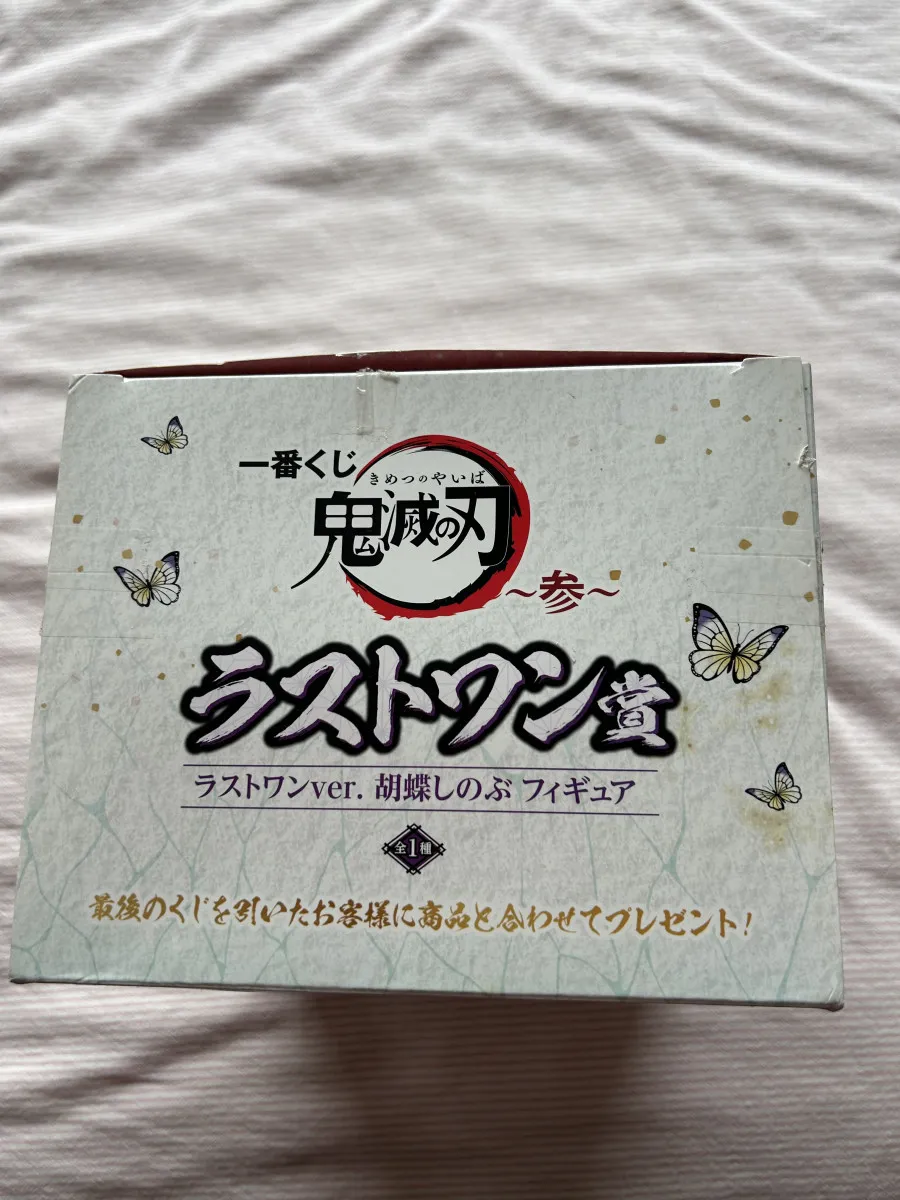 一番くじ
きめつのやいば
鬼滅の刃
～参～
ラストワン賞
ラストワンver. 胡蝶しのぶ フィギュア
全1種
最後のくじを引いたお客様に商品と合わせてプレゼント!